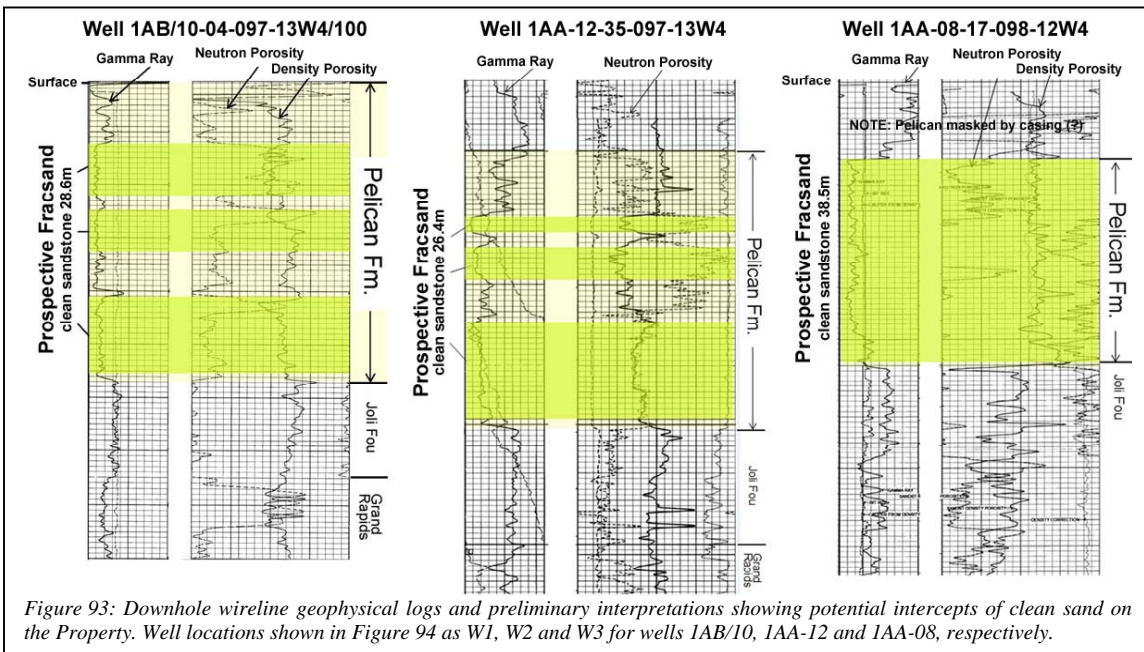 Well 1AB/10-04-097-13W4/100
Gamma Ray
Neutron Porosity
Density Porosity
Surface
Prospective Fracsand
clean sandstone 28.6m
Pelican Fm.
Joli Fou
Grand
Rapids
Well 1AA-12-35-097-13W4
Gamma Ray
Neutron Porosity
Prospective Fracsand
clean sandstone 26.4m
Pelican Fm.
Joli Fou
Grand
Rapids
Well 1AA-08-17-098-12W4
Neutron Porosity
Gamma Ray
Density Porosity
Surface
NOTE: Pelican masked by casing (?)
Prospective Fracsand
clean sandstone 38.5m
Pelican Fm.
Joli Fou
GAMMA RAY
DENSITY CORRECTION
Figure 93: Downhole wireline geophysical logs and preliminary interpretations showing potential intercepts of clean sand on
the Property. Well locations shown in Figure 94 as W1, W2 and W3 for wells 1AB/10, 1AA-12 and 1AA-08, respectively.